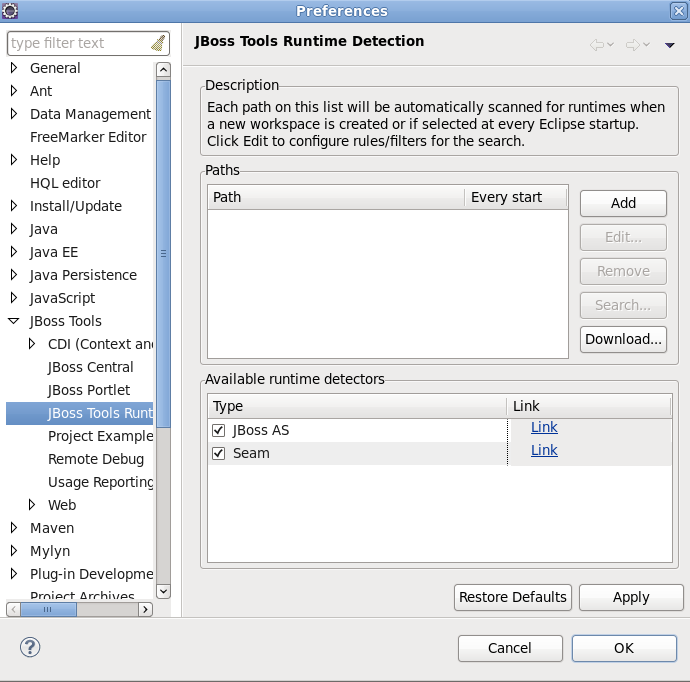 Preferences
type filter text
General
Ant
Data Management
FreeMarker Editor
Help
HQL editor
Install/Update
Java
Java EE
Java Persistence
JavaScript
JBoss Tools
CDI (Context and
JBoss Central
JBoss Portlet
JBoss Tools Runt
Project Example
Remote Debug
Usage Reporting
Web
Maven
Mylyn
Plug-in Developme
Project Archives
JBoss Tools Runtime Detection
Description
Each path on this list will be automatically scanned for runtimes when
a new workspace is created or if selected at every Eclipse startup.
Click Edit to configure rules/filters for the search.
Paths
Path Every start
Add
Edit...
Remove
Search...
Download...
Available runtime detectors
Type Link
JBoss AS Link
Seam Link
Restore Defaults Apply
? Cancel OK